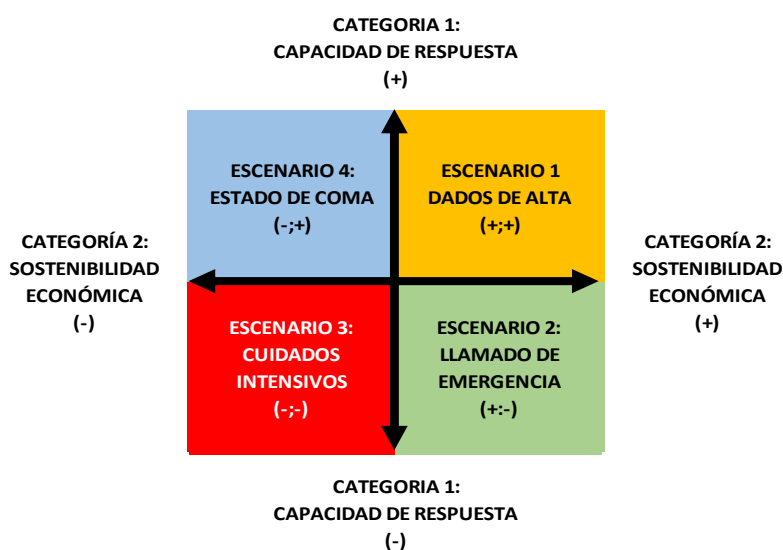 CATEGORIA 1:
CAPACIDAD DE RESPUESTA
(+)
ESCENARIO 4:
ESTADO DE COMA
(-;+)
ESCENARIO 1
DADOS DE ALTA
(+;+)
CATEGORÍA 2:
SOSTENIBILIDAD
ECONÓMICA
(-)
CATEGORÍA 2:
SOSTENIBILIDAD
ECONÓMICA
(+)
ESCENARIO 3:
CUIDADOS
INTENSIVOS
(-;-)
ESCENARIO 2:
LLAMADO DE
EMERGENCIA
(+:-)
CATEGORIA 1:
CAPACIDAD DE RESPUESTA
(-)